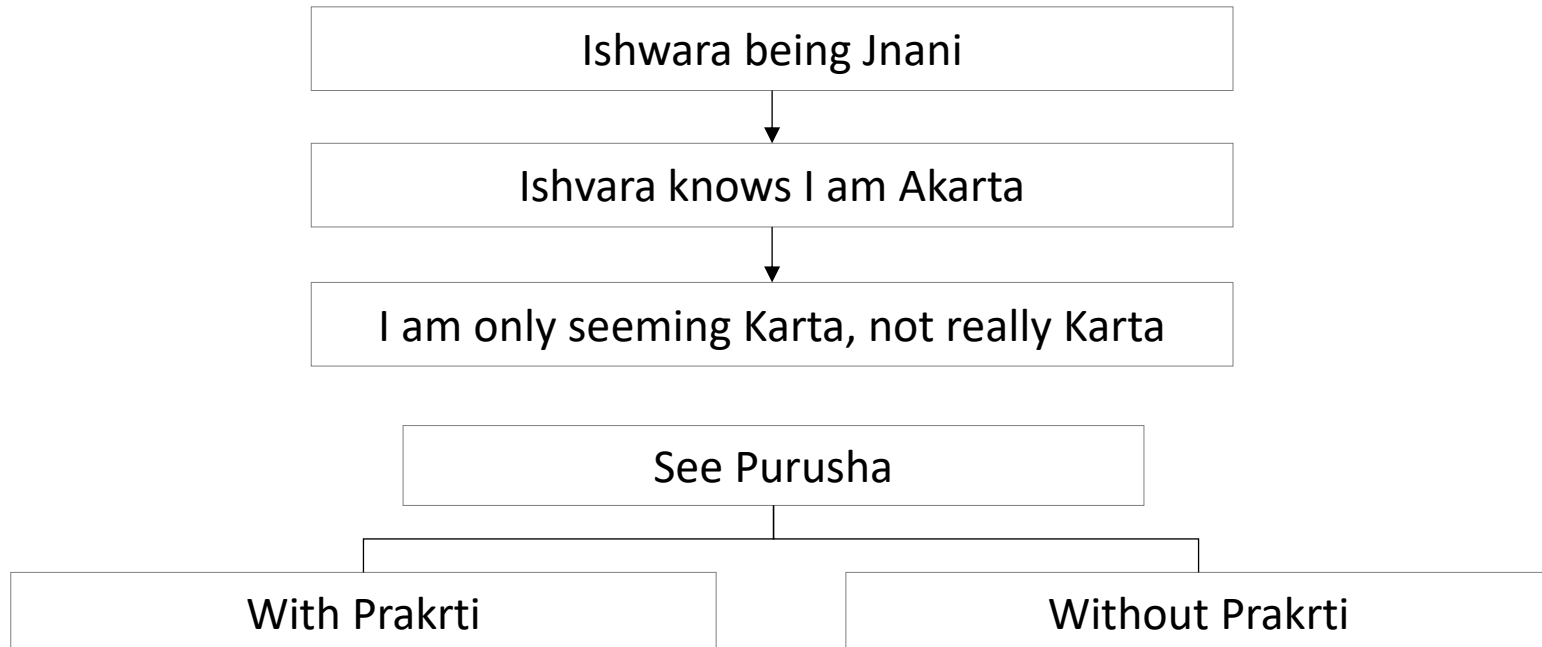 Ishwara being Jnani
Ishvara knows I am Akarta
I am only seeming Karta, not really Karta
See Purusha
With Prakrti
Without Prakrti